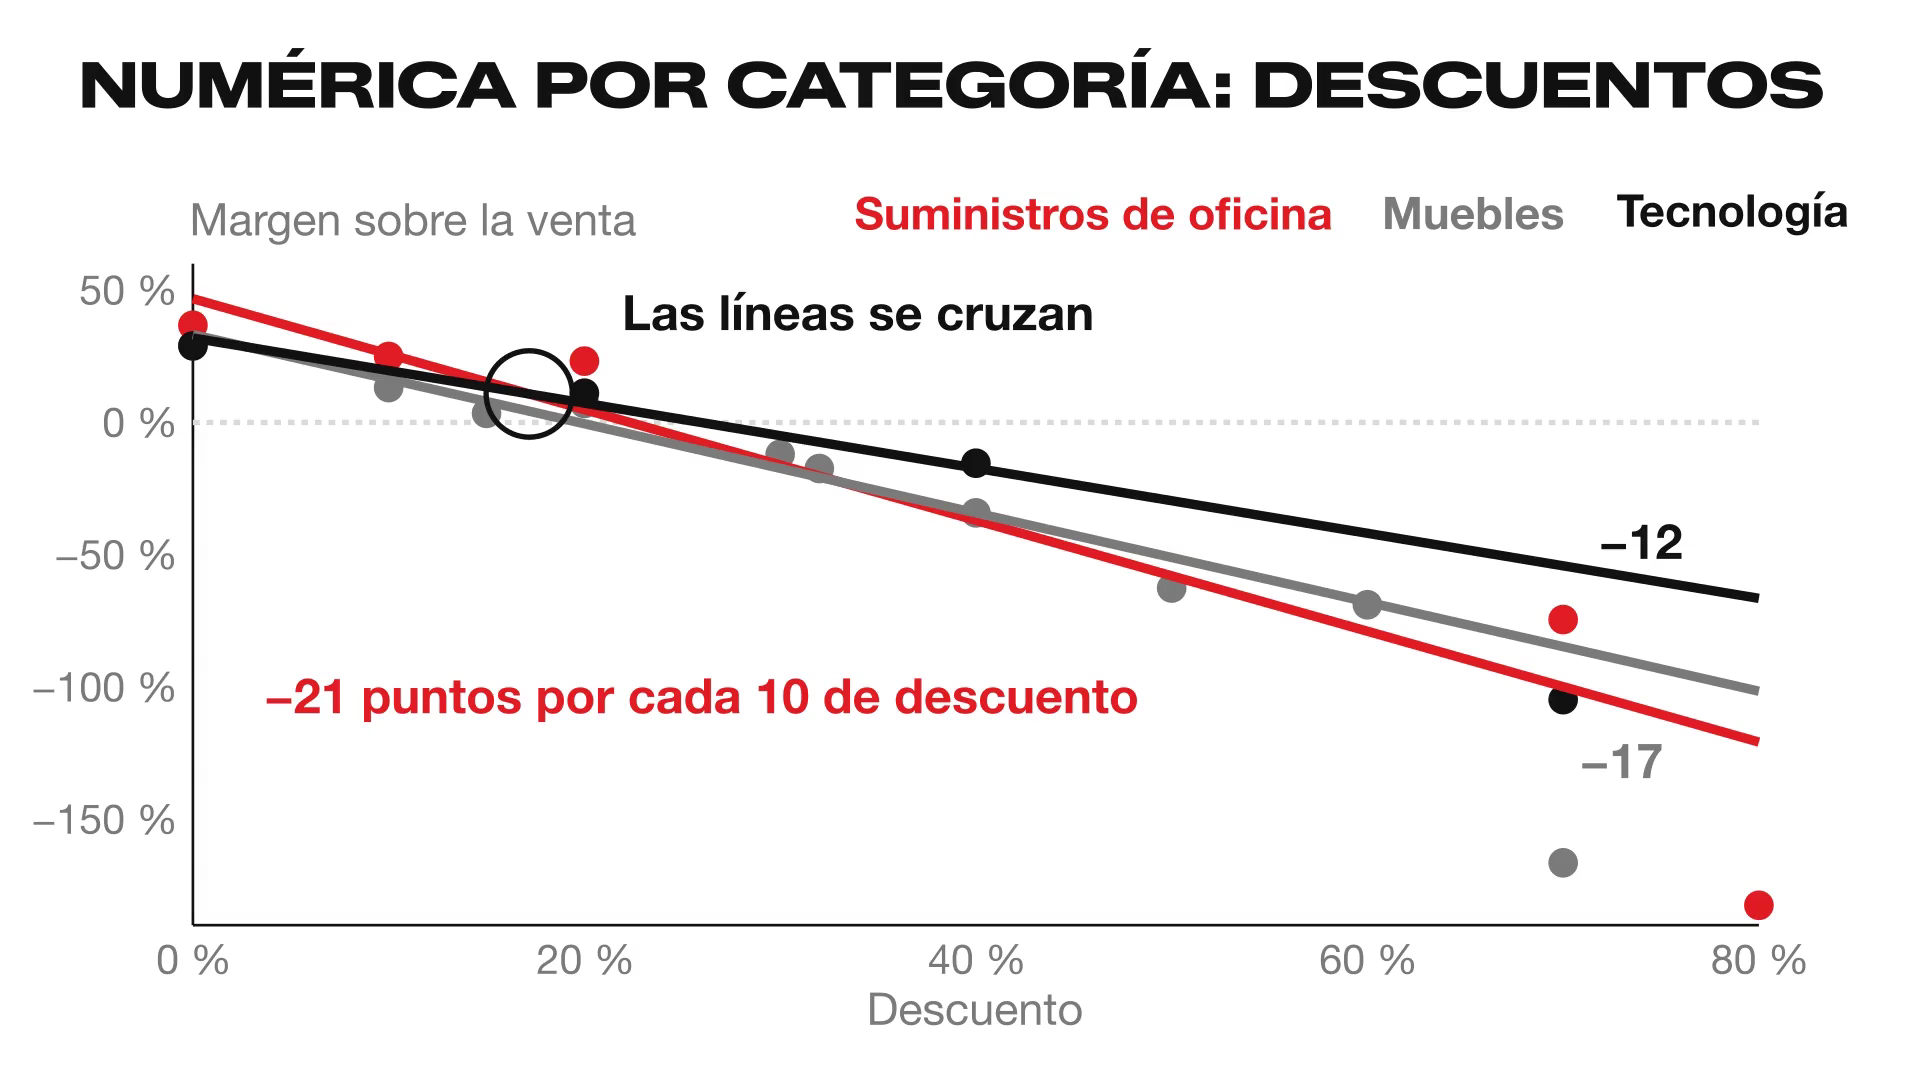 NUMÉRICA POR CATEGORÍA: DESCUENTOS
Margen sobre la venta
Suministros de oficina Muebles Tecnología
50 %
Las líneas se cruzan
0 %
−50 %
−12
−100 %
−21 puntos por cada 10 de descuento
−17
−150 %
0 % 20 % 40 % 60 % 80 %
Descuento